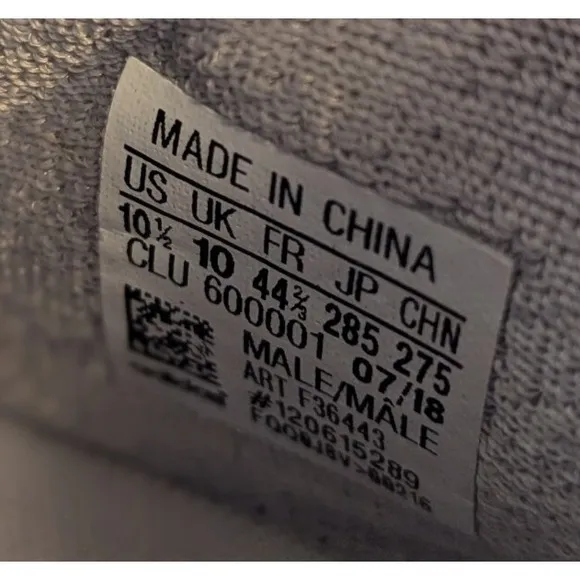 MADE IN CHINA
US UK FR JP CHN
10½ 10 44⅔ 285 275
CLU 600001 07/18
MALE/MÂLE
ART F36443
#120615289